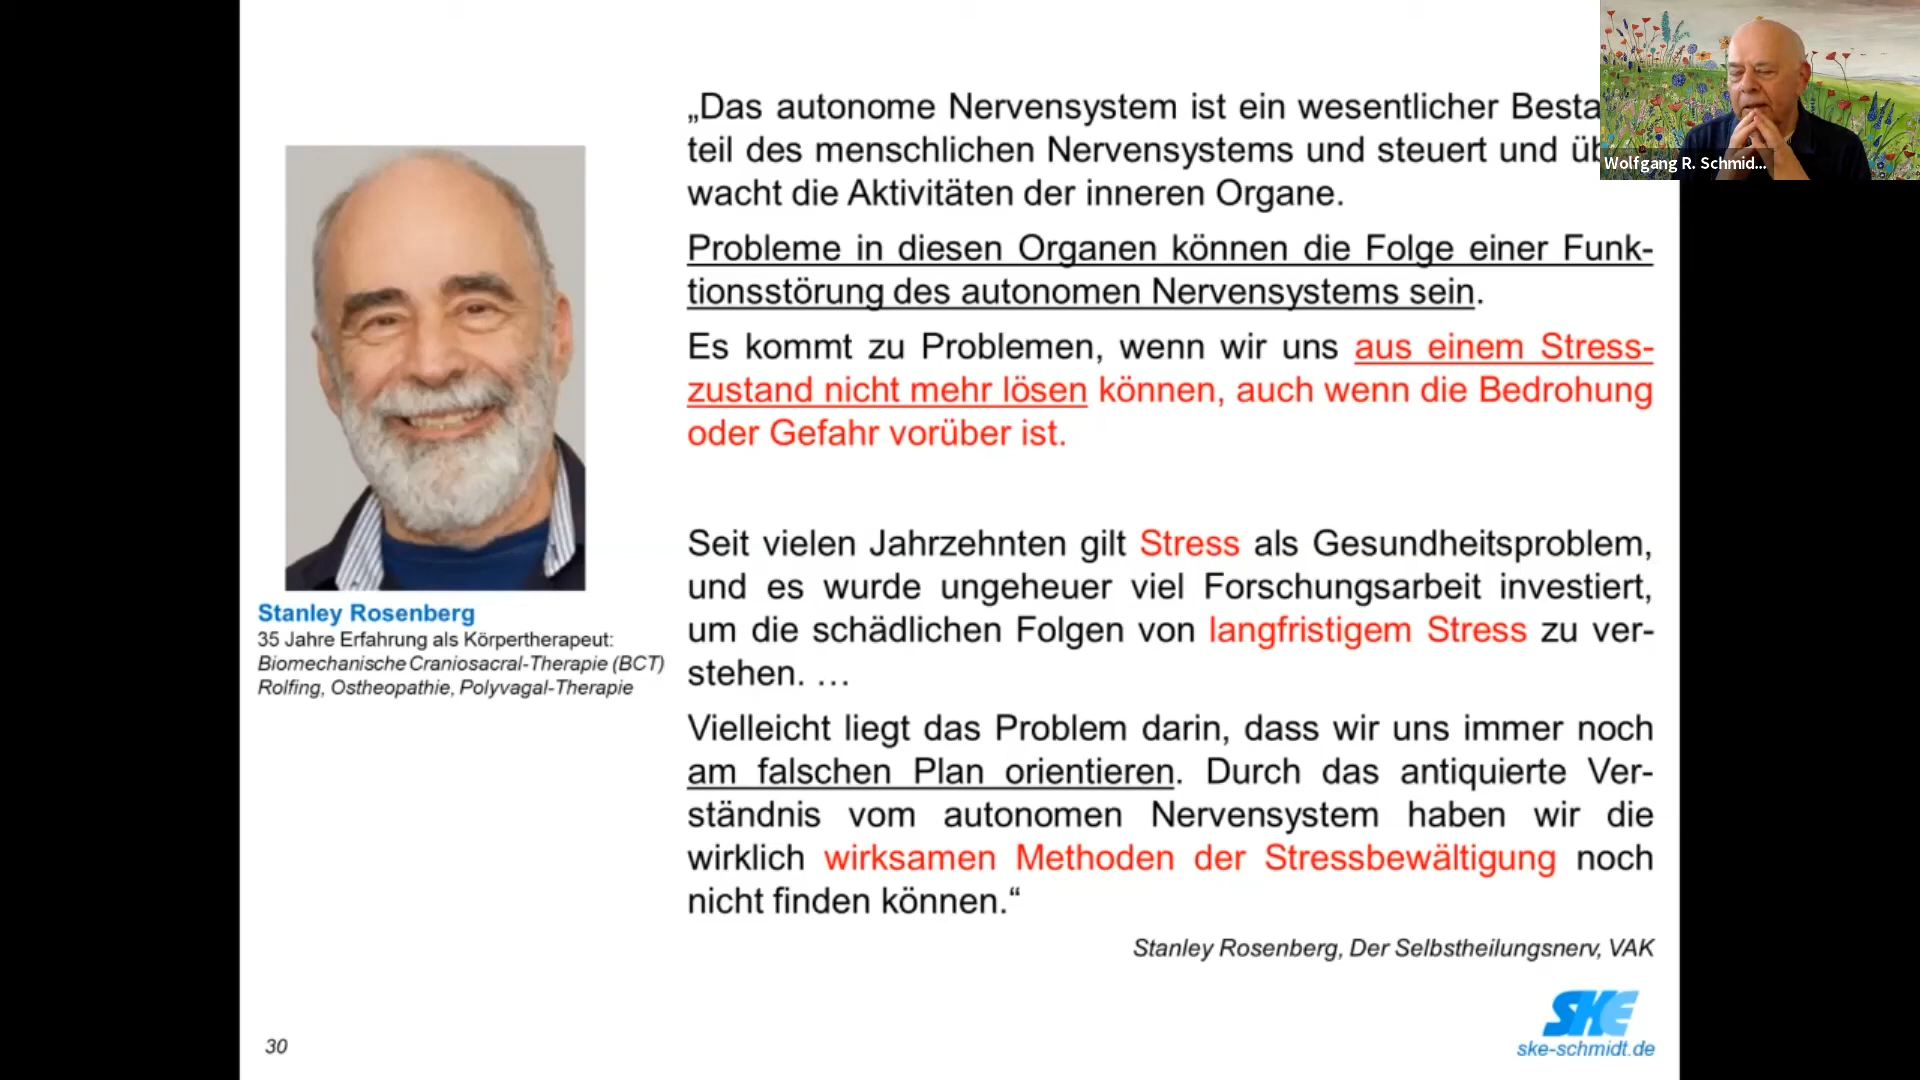 „Das autonome Nervensystem ist ein wesentlicher Besta
teil des menschlichen Nervensystems und steuert und üb
wacht die Aktivitäten der inneren Organe.
Probleme in diesen Organen können die Folge einer Funk-
tionsstörung des autonomen Nervensystems sein.
Es kommt zu Problemen, wenn wir uns aus einem Stress-
zustand nicht mehr lösen können, auch wenn die Bedrohung
oder Gefahr vorüber ist.
Seit vielen Jahrzehnten gilt Stress als Gesundheitsproblem,
und es wurde ungeheuer viel Forschungsarbeit investiert,
um die schädlichen Folgen von langfristigem Stress zu ver-
stehen. …
Vielleicht liegt das Problem darin, dass wir uns immer noch
am falschen Plan orientieren. Durch das antiquierte Ver-
ständnis vom autonomen Nervensystem haben wir die
wirklich wirksamen Methoden der Stressbewältigung noch
nicht finden können.“
Stanley Rosenberg, Der Selbstheilungsnerv, VAK
Stanley Rosenberg
35 Jahre Erfahrung als Körpertherapeut:
Biomechanische Craniosacral-Therapie (BCT)
Rolfing, Ostheopathie, Polyvagal-Therapie
Wolfgang R. Schmid...
30
SKE
ske-schmidt.de